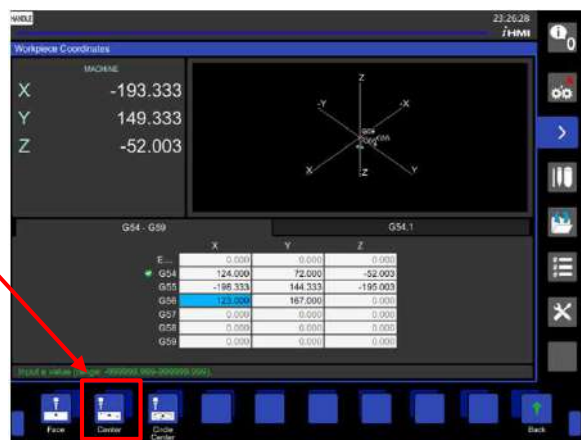 HANDLE
23:26:28
iHMI
0
Workpiece Coordinates
MACHINE
X -193.333
Y 149.333
Z -52.003
Z
-Y -X
X -Z Y
G54 - G59 G54.1
X Y Z
E... 0.000 0.000 0.000
G54 124.000 72.000 -52.003
G55 -198.333 144.333 -195.003
G56 123.000 167.000 0.000
G57 0.000 0.000 0.000
G58 0.000 0.000 0.000
G59 0.000 0.000 0.000
Input a value (range: -999999.999-999999.999).
Face Center Circle Center Back